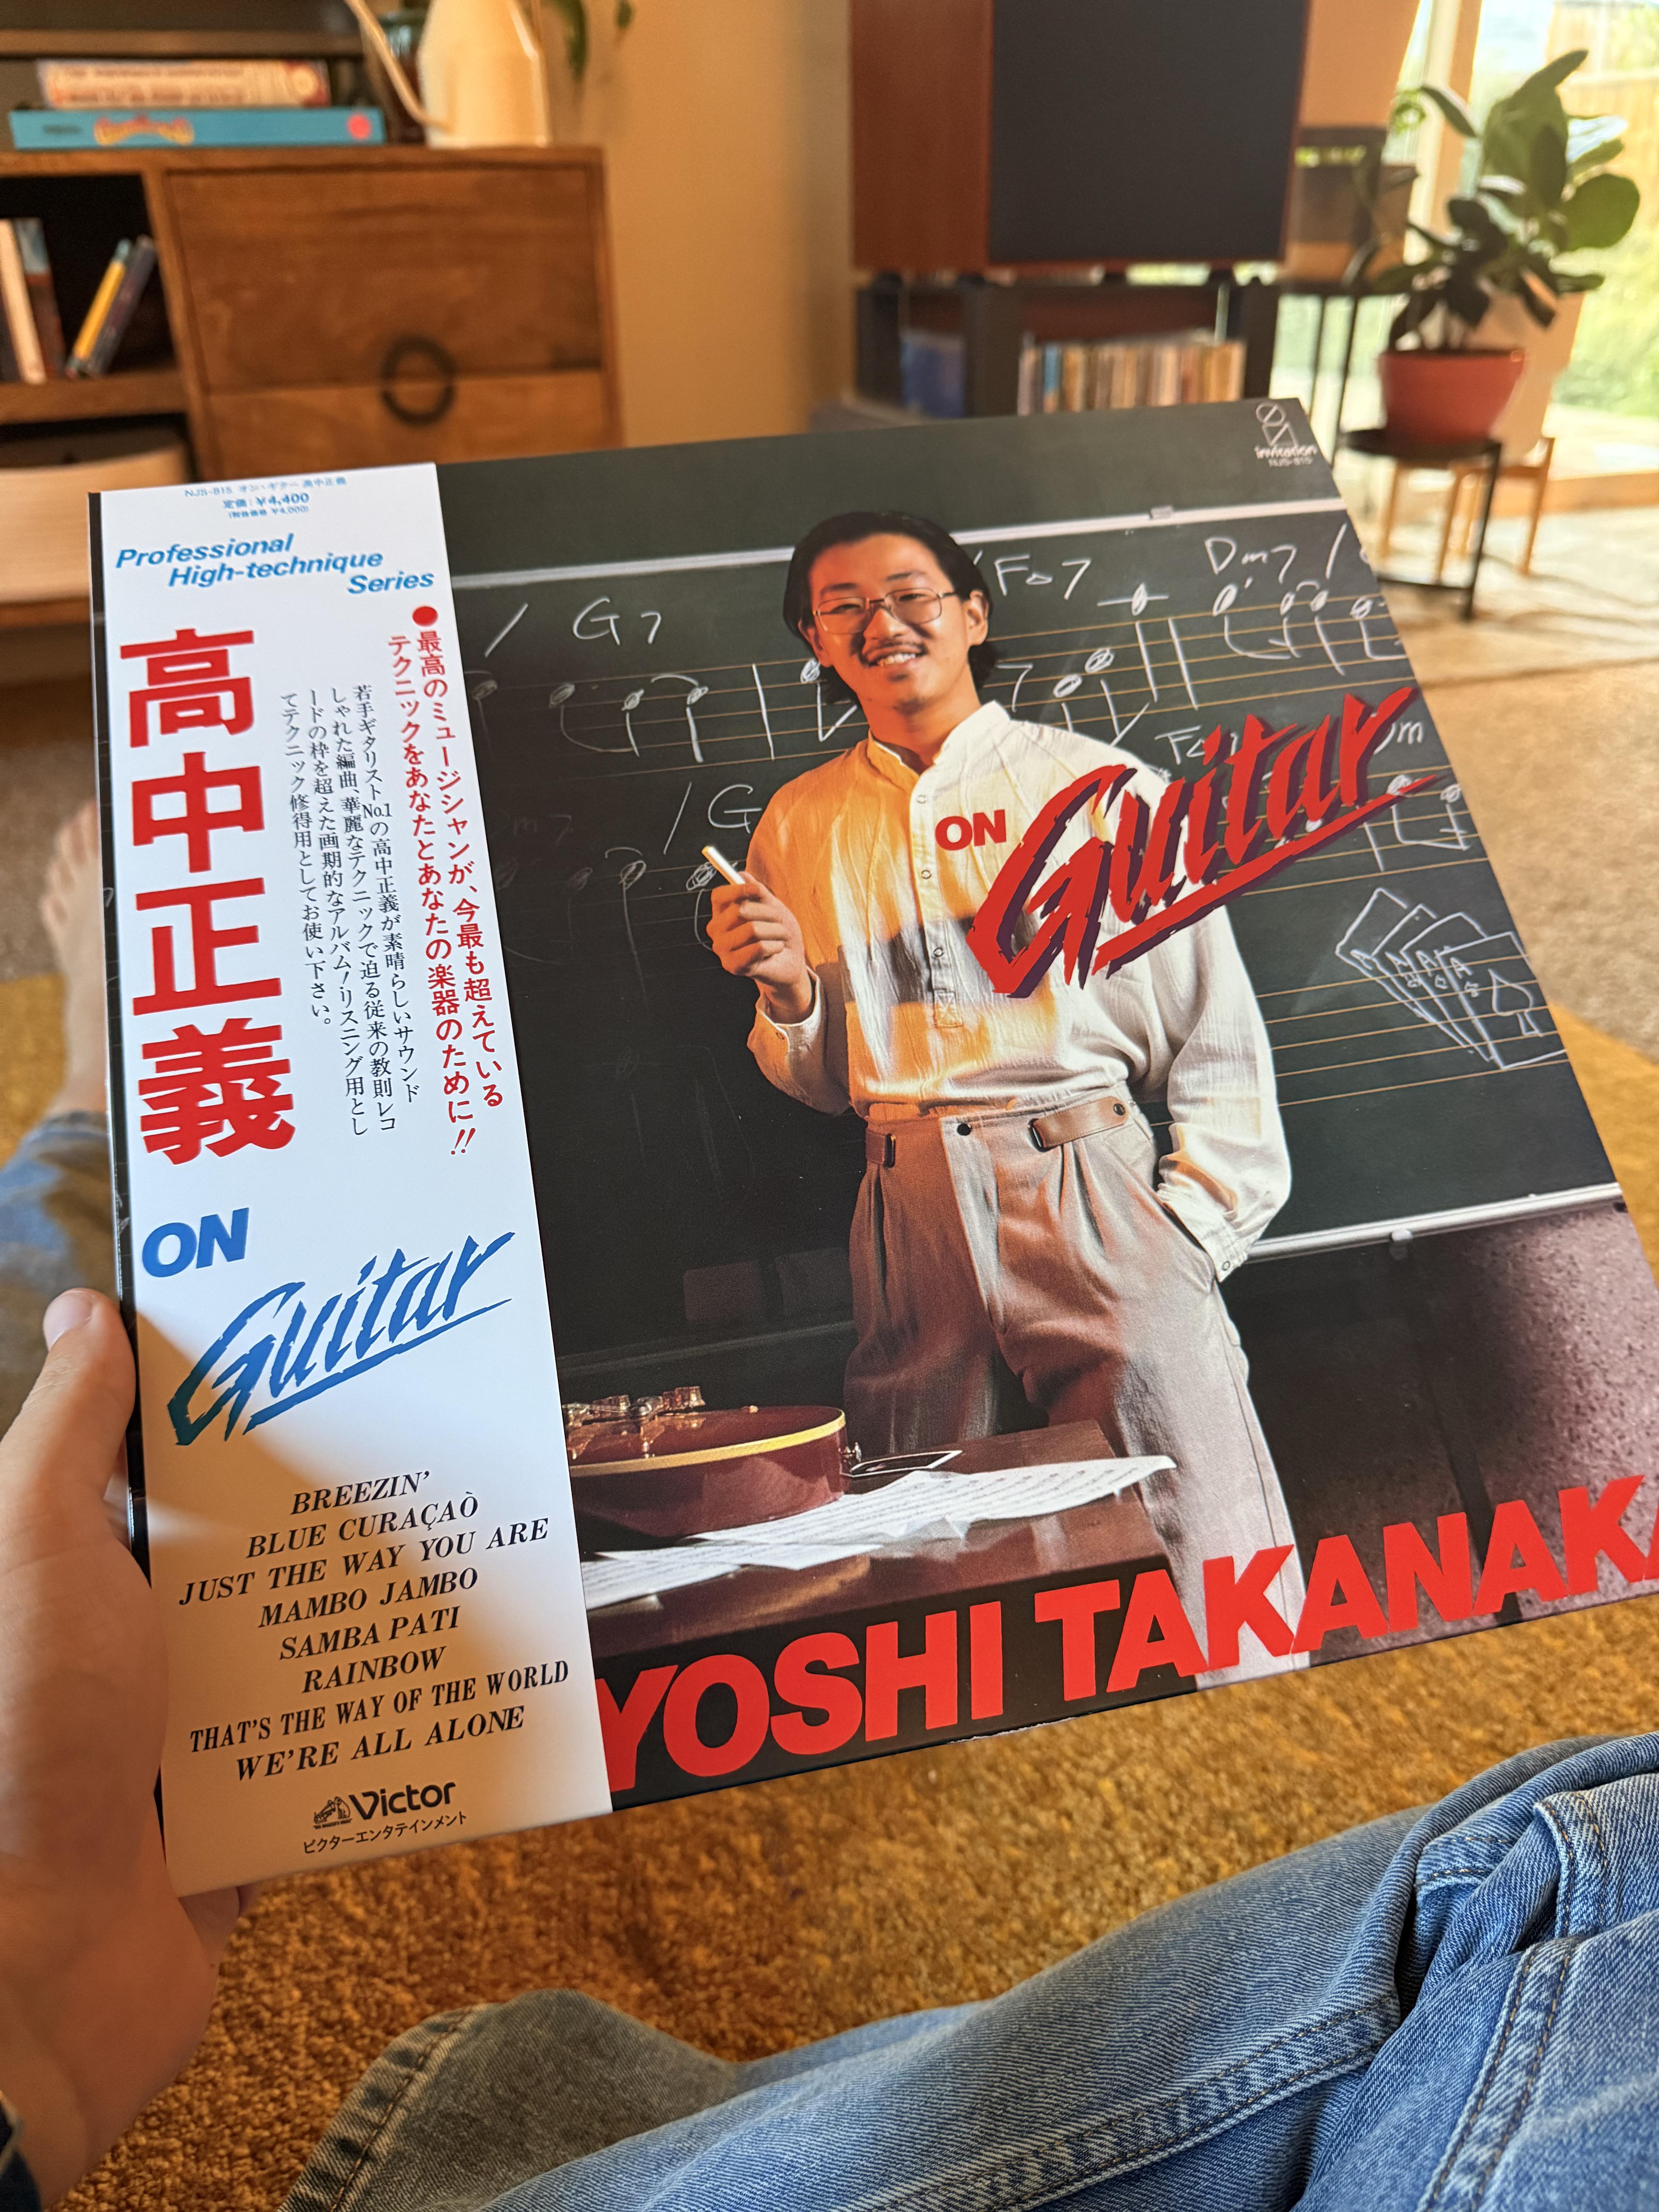 NJS-815 オン・ギター 高中正義
定価:¥4,400
(税抜価格 ¥4,000)
Professional
High-technique
Series
●最高のミュージシャンが、今最も超えている
テクニックをあなたとあなたの楽器のために!!
若手ギタリストNo.1の高中正義が素晴らしいサウンド
しゃれた編曲、華麗なテクニックで迫る従来の教則レコ
ードの枠を超えた画期的なアルバム!リスニング用とし
てテクニック修得用としてお使い下さい。
高中正義
ON
Guitar
BREEZIN'
BLUE CURAÇAÒ
JUST THE WAY YOU ARE
MAMBO JAMBO
SAMBA PATI
RAINBOW
THAT'S THE WAY OF THE WORLD
WE'RE ALL ALONE
Victor
ビクターエンタテインメント
invitation
NJS-815
/ G7
/ F△7
Dm7 /
/ G
ON
Guitar
A
A
A
YOSHI TAKANAKA